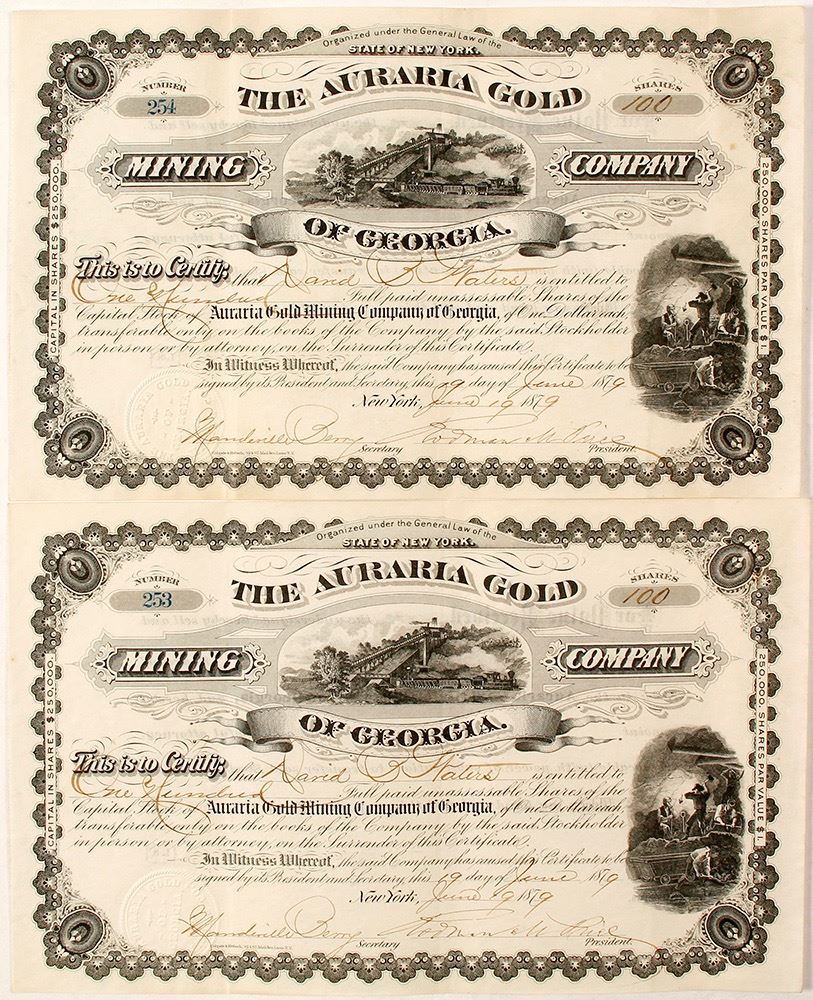 Organized under the General Law of the
STATE OF NEW YORK.
NUMBER
254
SHARES
100
THE AURARIA GOLD
MINING COMPANY
OF GEORGIA.
CAPITAL IN SHARES $250,000.
250,000. SHARES PAR VALUE $1.
This is to Certify, that David Waters is entitled to
One Hundred Full paid unassessable Shares of the
Capital Stock of Auraria Gold Mining Company of Georgia, of One Dollar each,
transferable only on the books of the Company by the said Stockholder
in person or by attorney, on the Surrender of this Certificate.
In Witness Whereof, the said Company has caused this Certificate to be
signed by its President and Secretary, this 19 day of June 1879
New York, June 19 1879
Mandeville Berry
Secretary
President.
Organized under the General Law of the
STATE OF NEW YORK.
NUMBER
253
SHARES
100
THE AURARIA GOLD
MINING COMPANY
OF GEORGIA.
CAPITAL IN SHARES $250,000.
250,000. SHARES PAR VALUE $1.
This is to Certify, that David Waters is entitled to
One Hundred Full paid unassessable Shares of the
Capital Stock of Auraria Gold Mining Company of Georgia, of One Dollar each,
transferable only on the books of the Company by the said Stockholder
in person or by attorney, on the Surrender of this Certificate.
In Witness Whereof, the said Company has caused this Certificate to be
signed by its President and Secretary, this 19 day of June 1879
New York, June 19 1879
Mandeville Berry
Secretary
President.